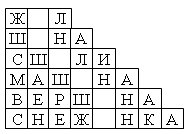 Ж Л
Ш Н А
С Ш Л И
М А Ш Н А
В Е Р Ш Н А
С Н Е Ж Н К А